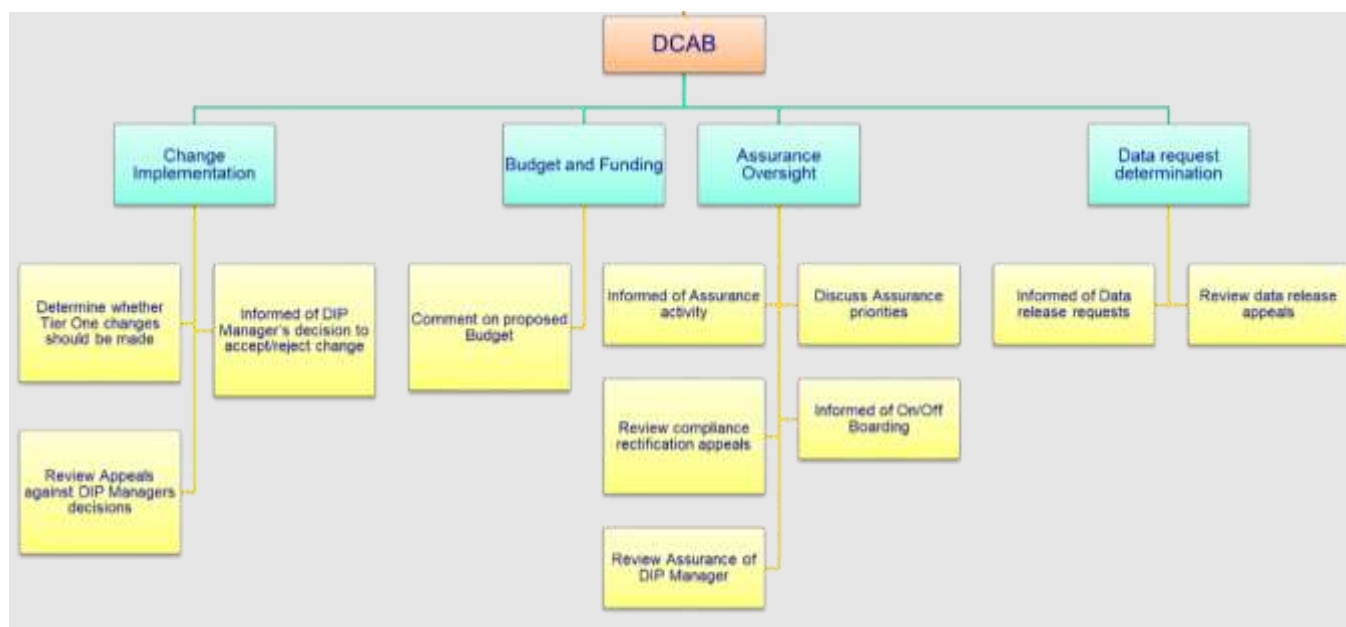 DCAB
Change
Implementation
Budget and Funding
Assurance
Oversight
Data request
determination
Determine whether
Tier One changes
should be made
Informed of DIP
Manager's decision to
accept/reject change
Comment on proposed
Budget
Informed of Assurance
activity
Discuss Assurance
priorities
Informed of Data
release requests
Review data release
appeals
Review Appeals
against DIP Managers
decisions
Review compliance
rectification appeals
Informed of On/Off
Boarding
Review Assurance of
DIP Manager